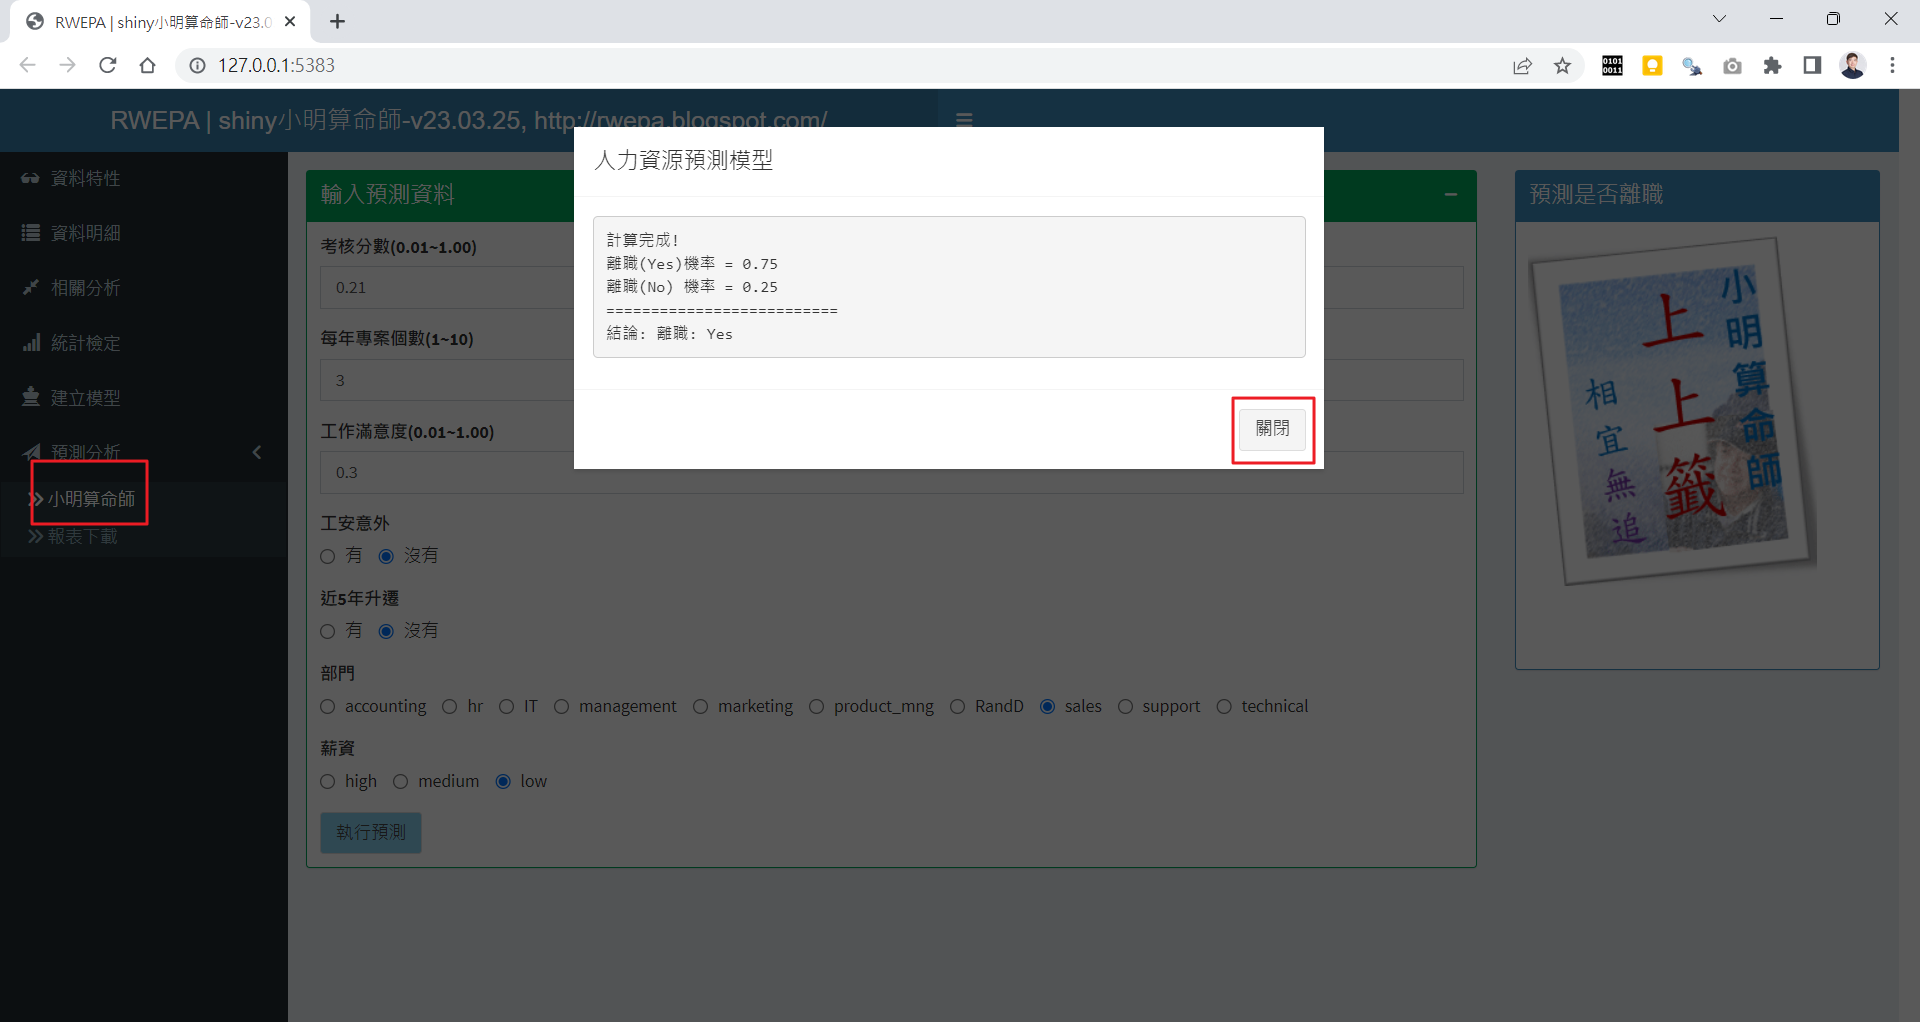 RWEPA | shiny小明算命師-v23.0
127.0.0.1:5383
0101
0011
RWEPA | shiny小明算命師-v23.03.25, http://rwepa.blogspot.com/
資料特性
資料明細
相關分析
統計檢定
建立模型
預測分析
小明算命師
報表下載
輸入預測資料
考核分數(0.01~1.00)
0.21
每年專案個數(1~10)
3
工作滿意度(0.01~1.00)
0.3
工安意外
有 沒有
近5年升遷
有 沒有
部門
accounting hr IT management marketing product_mng RandD sales support technical
薪資
high medium low
執行預測
人力資源預測模型
計算完成!
離職(Yes)機率 = 0.75
離職(No) 機率 = 0.25
==========================
結論: 離職: Yes
關閉
預測是否離職
小明算命師
上上籤
相宜無追